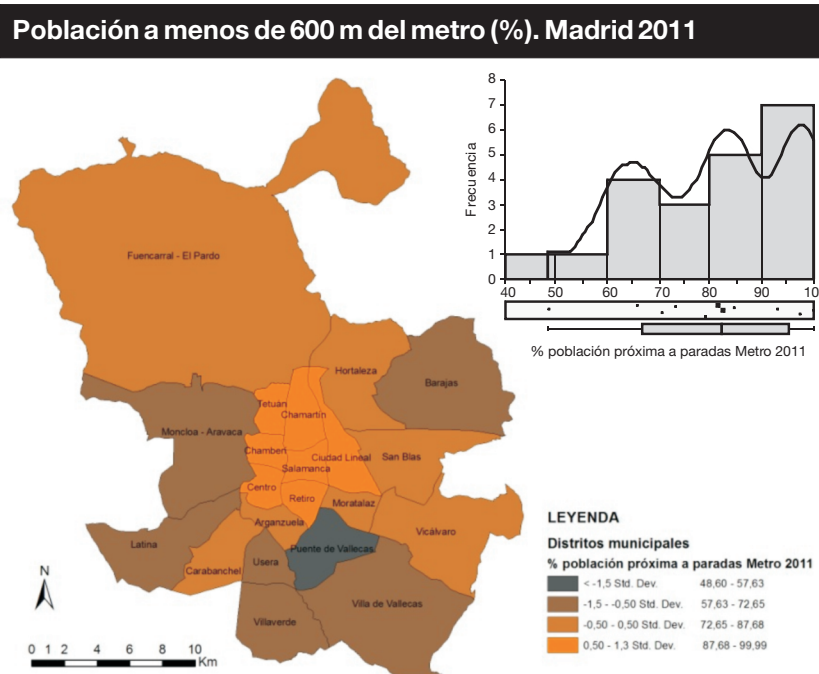 Población a menos de 600 m del metro (%). Madrid 2011
8
7
6
5
4
3
2
1
0
Frecuencia
40 50 60 70 80 90 10
% población próxima a paradas Metro 2011
Fuencarral - El Pardo
Hortaleza
Barajas
Tetuán
Chamartín
Moncloa - Aravaca
Chamberí
Ciudad Lineal
San Blas
Salamanca
Centro
Retiro
Moratalaz
Arganzuela
Vicálvaro
Latina
Puente de Vallecas
Usera
Carabanchel
Villa de Vallecas
Villaverde
LEYENDA
Distritos municipales
% población próxima a paradas Metro 2011
< -1,5 Std. Dev. 48,60 - 57,63
-1,5 - -0,50 Std. Dev. 57,63 - 72,65
-0,50 - 0,50 Std. Dev. 72,65 - 87,68
0,50 - 1,3 Std. Dev. 87,68 - 99,99
N
0 1 2 4 6 8 10
Km